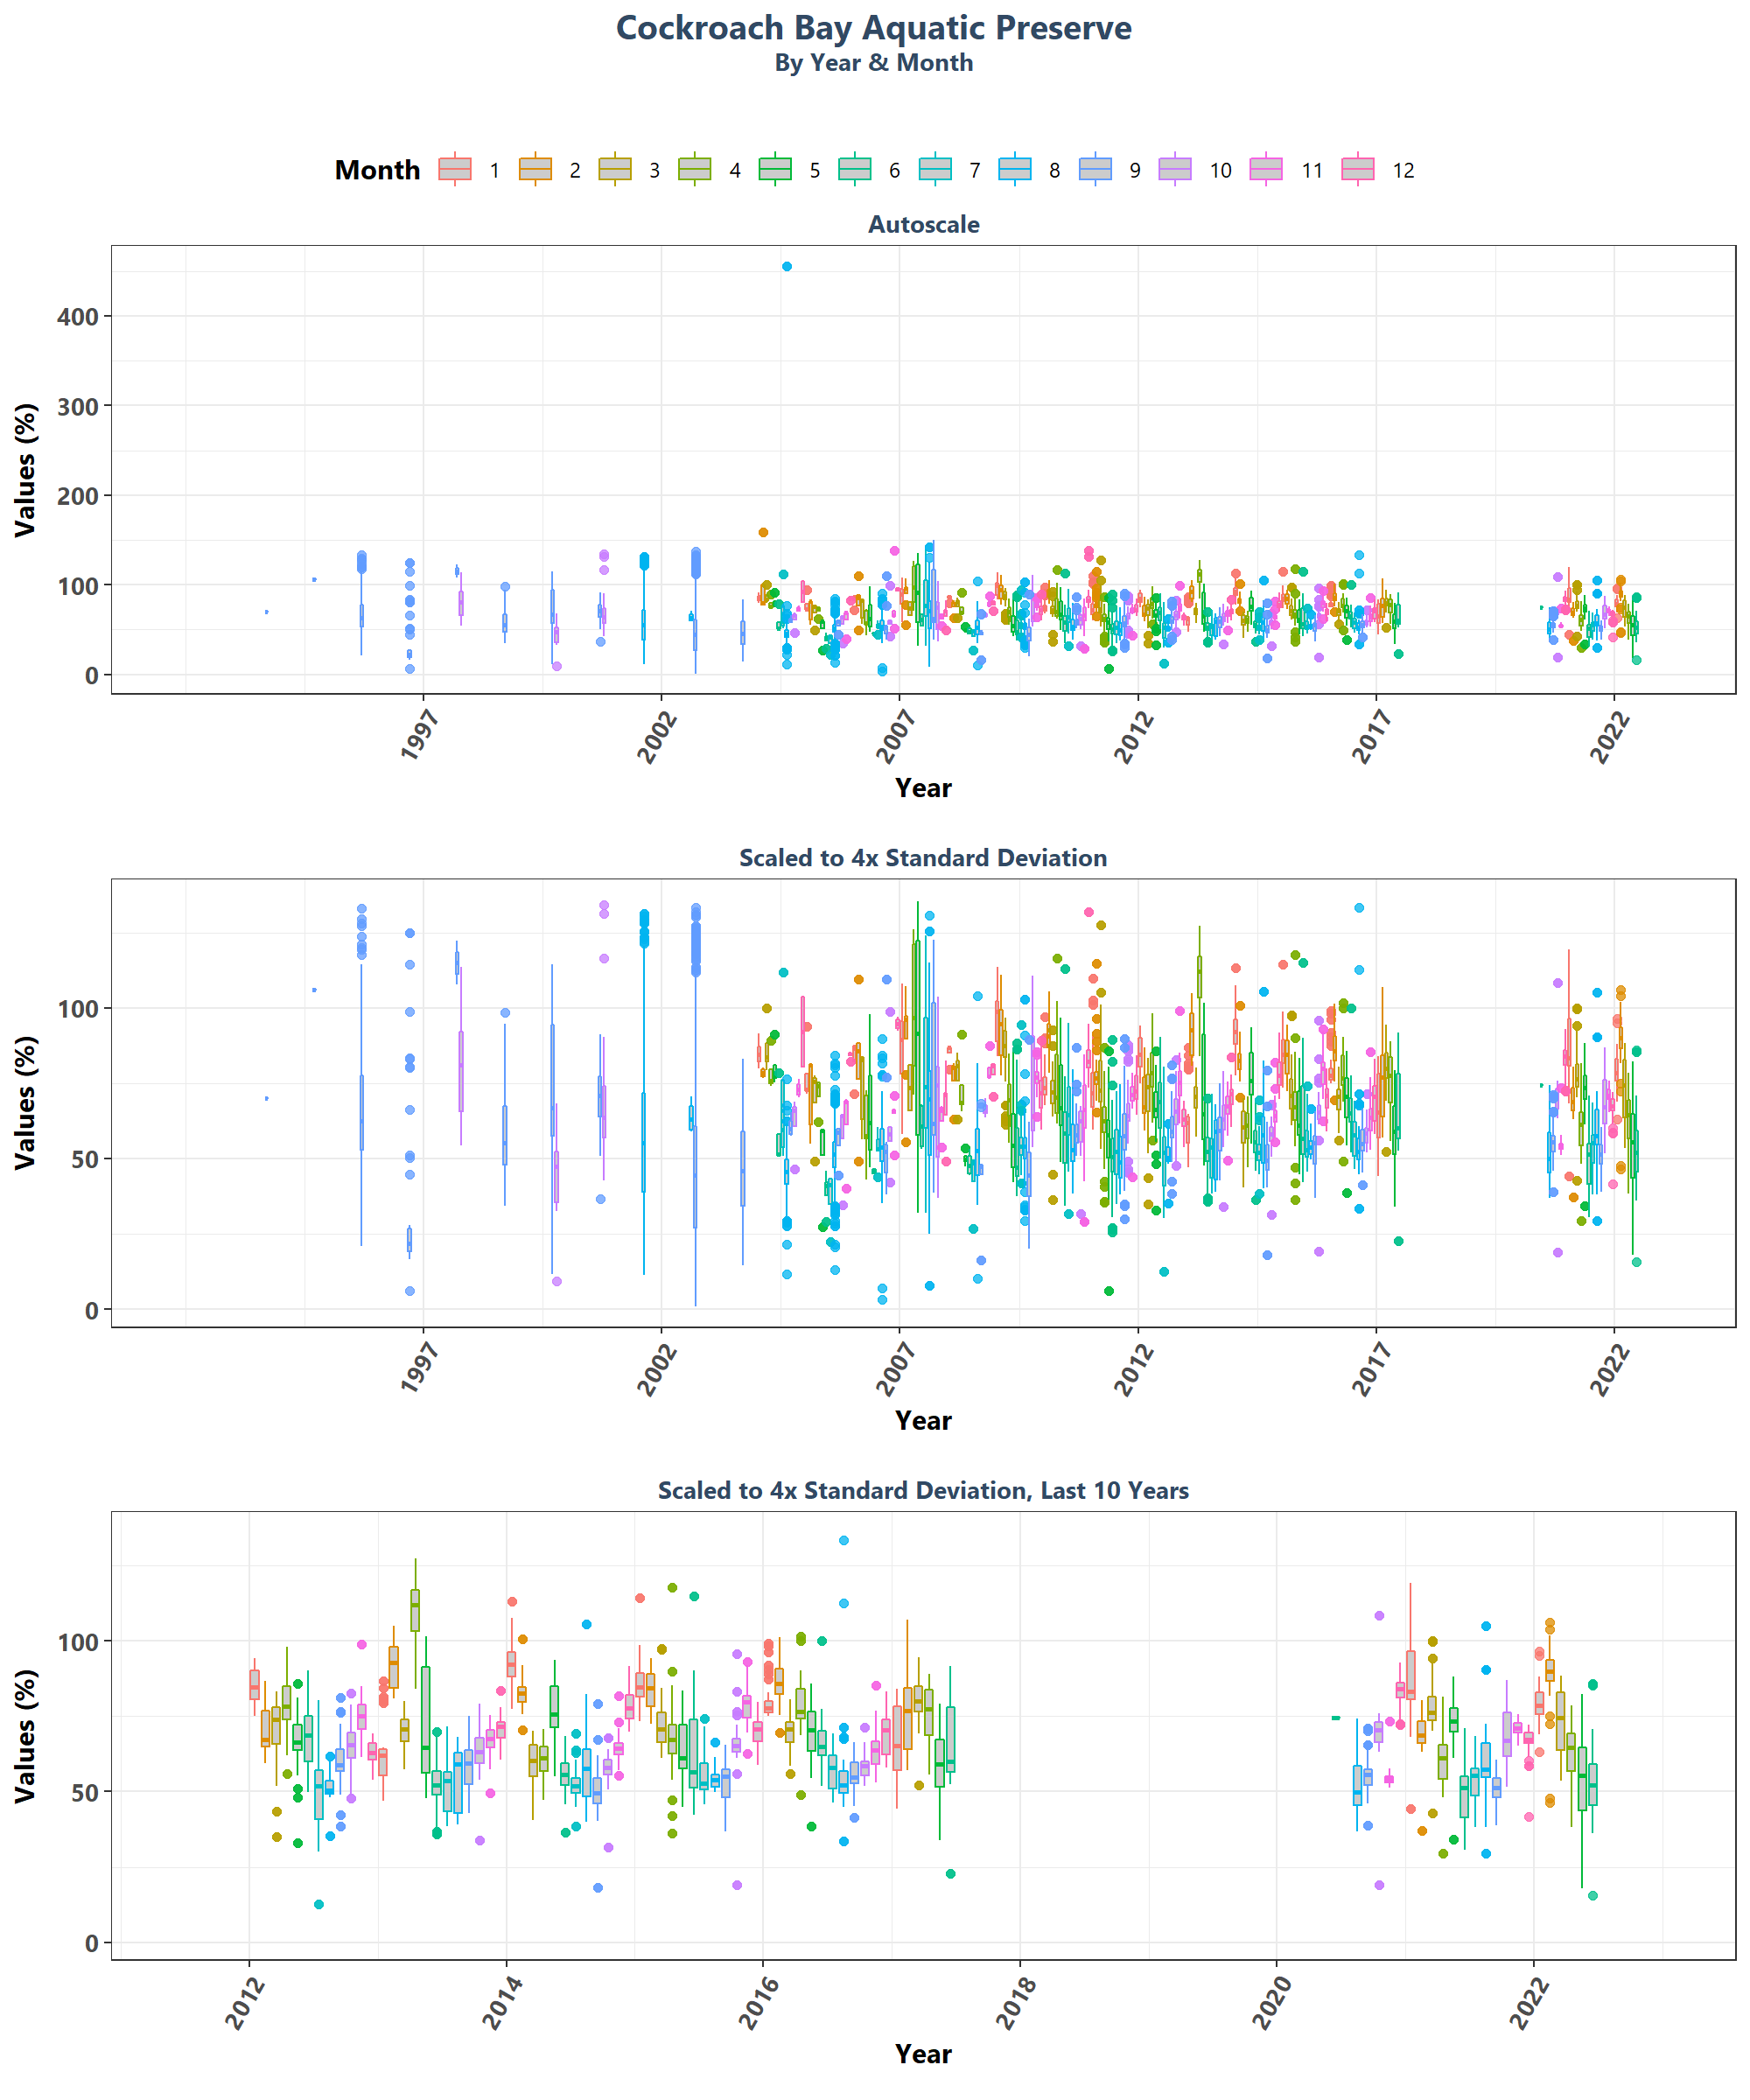 Cockroach Bay Aquatic Preserve
By Year & Month
Month 1 2 3 4 5 6 7 8 9 10 11 12
Autoscale
Values (%)
400
300
200
100
0
1997 2002 2007 2012 2017 2022
Year
Scaled to 4x Standard Deviation
Values (%)
100
50
0
1997 2002 2007 2012 2017 2022
Year
Scaled to 4x Standard Deviation, Last 10 Years
Values (%)
100
50
0
2012 2014 2016 2018 2020 2022
Year